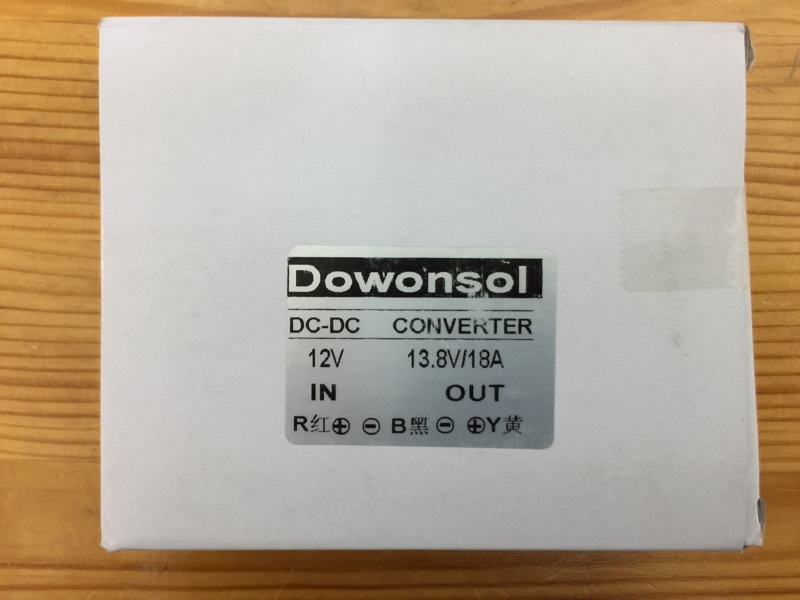 Dowonsol
DC-DC CONVERTER
12V 13.8V/18A
IN OUT
R红⊕ ⊖ B黑 ⊖ ⊕Y黄